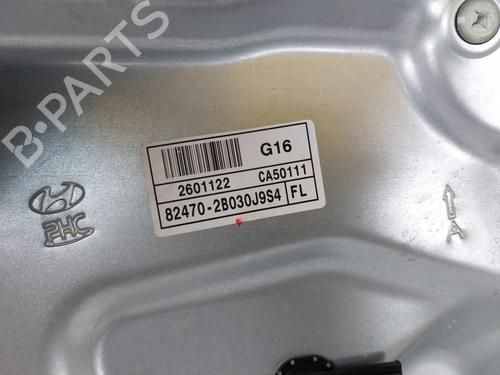 B-PARTS
G16
2601122 CA50111
82470-2B030J9S4 FL
PHC
A